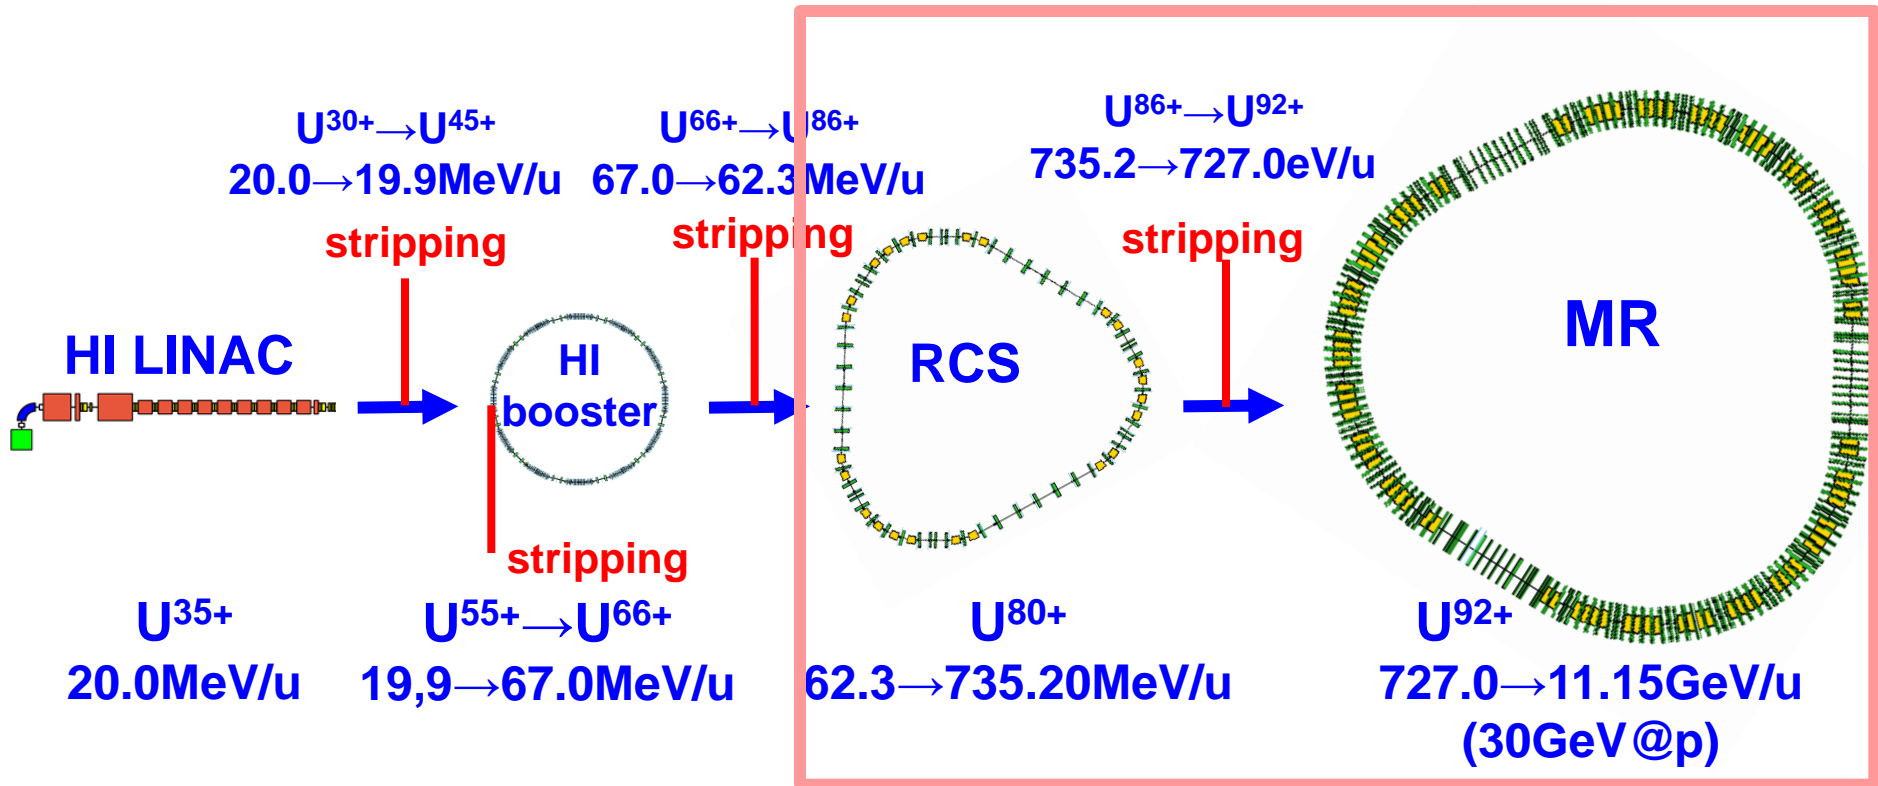 U30+→U45+
20.0→19.9MeV/u
stripping
U66+→U86+
67.0→62.3MeV/u
stripping
U86+→U92+
735.2→727.0eV/u
stripping
HI LINAC
HI
booster
RCS
MR
stripping
U35+
20.0MeV/u
U55+→U66+
19,9→67.0MeV/u
U80+
62.3→735.20MeV/u
U92+
727.0→11.15GeV/u
(30GeV@p)